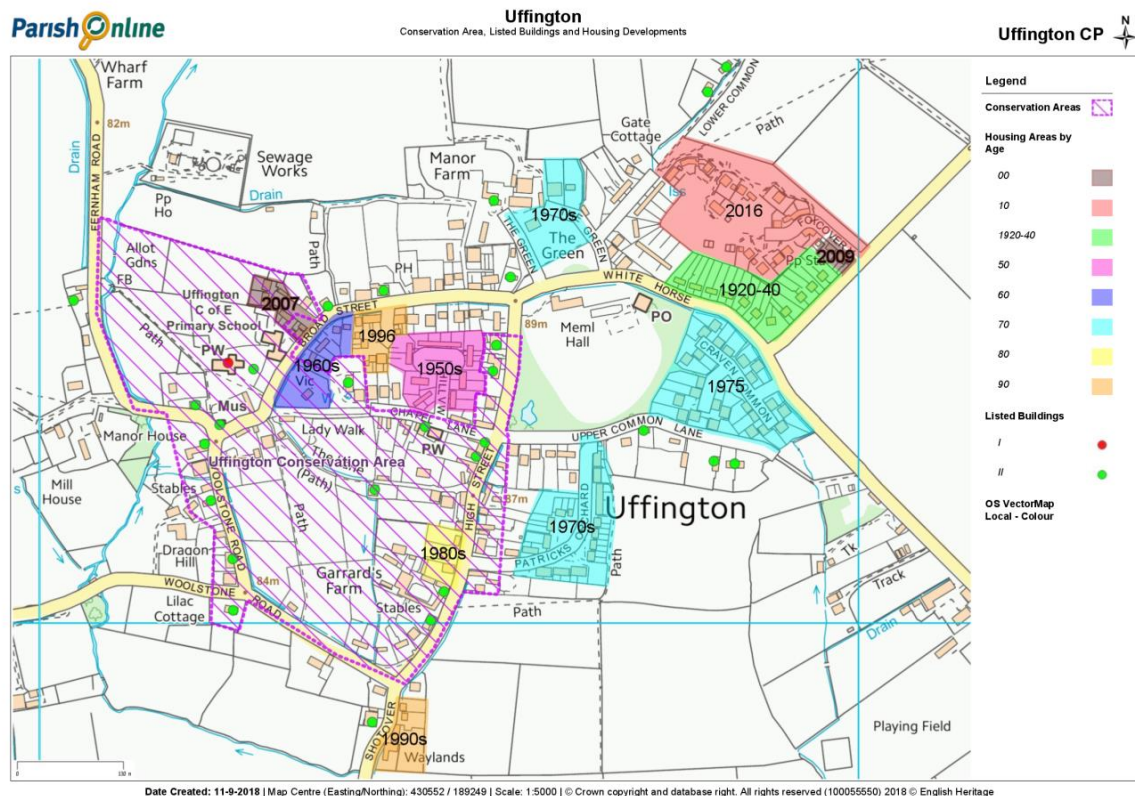 Parish Online
Uffington
Conservation Area, Listed Buildings and Housing Developments
Uffington CP
N
Wharf
Farm
82m
Drain
FERNHAM ROAD
Sewage
Works
Pp
Ho
Drain
Manor
Farm
Gate
Cottage
LOWER COMMON
Path
Allot
Gdns
FB
Path
PH
THE GREEN
1970s
The
Green
GREEN
Iss
2016
FOXCOVER
Pp St
2009
1920-40
WHITE HORSE
Uffington
C of E
Primary School
2007
BROAD STREET
1996
89m
Meml
Hall
PO
Path
PW
1960s
Vic
1950s
CRAVEN COMMON
1975
Mus
Manor House
Lady Walk
CHAPEL LANE
PW
UPPER COMMON LANE
Uffington Conservation Area
(Path)
Mill
House
Stables
WOOLSTONE ROAD
Path
HIGH STREET
87m
Uffington
1970s
PATRICKS ORCHARD
Path
Dragon
Hill
1980s
Garrard's
Farm
84m
WOOLSTONE ROAD
Lilac
Cottage
Stables
Path
Tk
Track
Drain
SHOTOVER
1990s
Waylands
Playing Field
Legend
Conservation Areas
Housing Areas by
Age
00
10
1920-40
50
60
70
80
90
Listed Buildings
I
II
OS VectorMap
Local - Colour
Date Created: 11-9-2018 | Map Centre (Easting/Northing): 430552 / 189249 | Scale: 1:5000 | © Crown copyright and database right. All rights reserved (100055550) 2018 © English Heritage